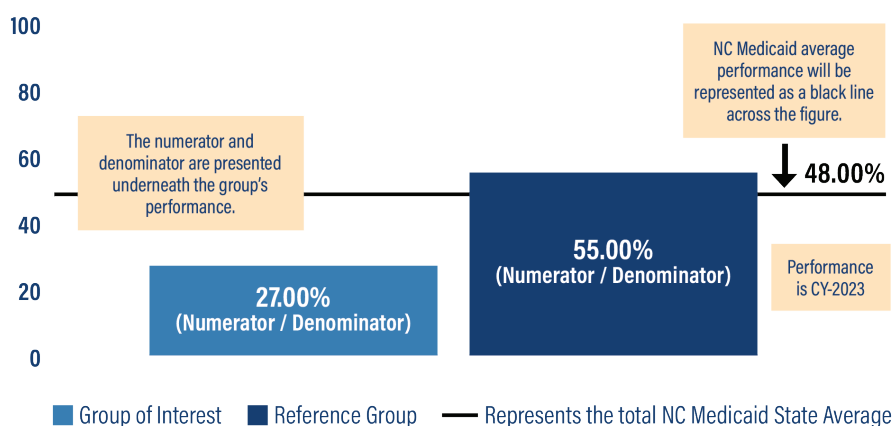 100
80
60
40
20
0
The numerator and
denominator are presented
underneath the group's
performance.
NC Medicaid average
performance will be
represented as a black line
across the figure.
48.00%
27.00%
(Numerator / Denominator)
55.00%
(Numerator / Denominator)
Performance
is CY-2023
Group of Interest
Reference Group
Represents the total NC Medicaid State Average